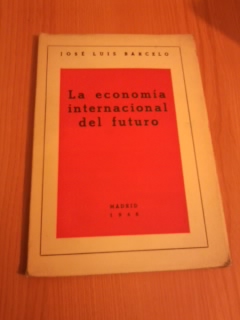 JOSÉ LUIS BARCELO
La economía
internacional
del futuro
MADRID